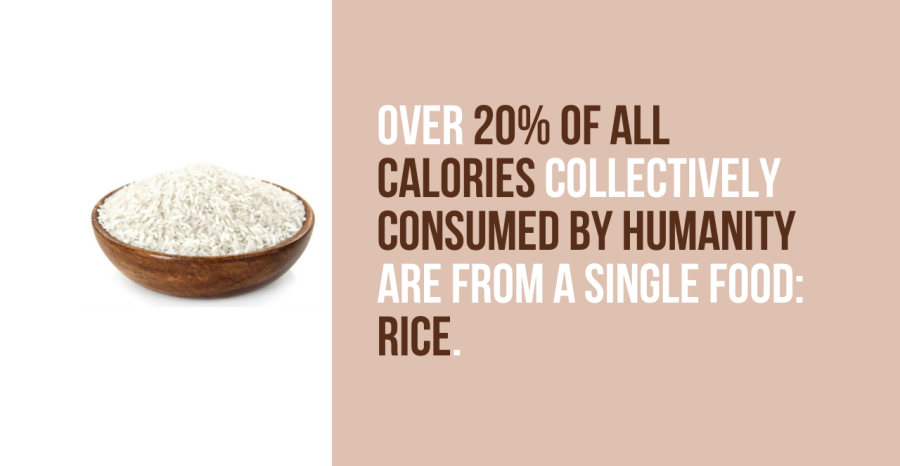 OVER 20% OF ALL
CALORIES COLLECTIVELY
CONSUMED BY HUMANITY
ARE FROM A SINGLE FOOD:
RICE.